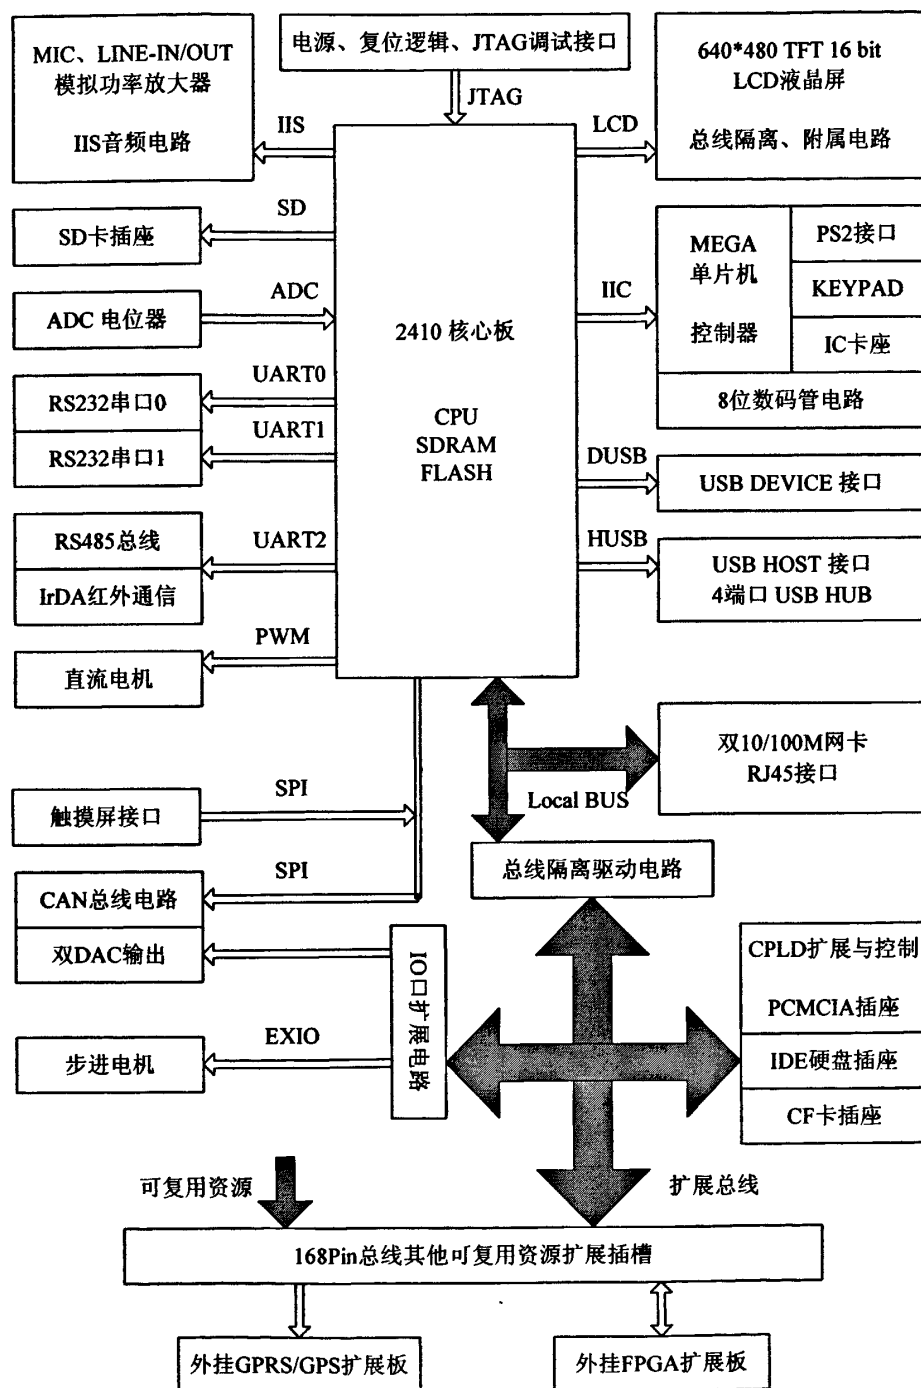 MIC、LINE-IN/OUT
模拟功率放大器
IIS音频电路
电源、复位逻辑、JTAG调试接口
JTAG
640*480 TFT 16 bit
LCD液晶屏
总线隔离、附属电路
IIS
LCD
SD
SD卡插座
ADC
ADC 电位器
2410 核心板
CPU
SDRAM
FLASH
IIC
MEGA
单片机
控制器
PS2接口
KEYPAD
IC卡座
8位数码管电路
UART0
RS232串口0
UART1
RS232串口1
DUSB
USB DEVICE 接口
UART2
RS485总线
IrDA红外通信
HUSB
USB HOST 接口
4端口 USB HUB
PWM
直流电机
双10/100M网卡
RJ45接口
Local BUS
SPI
触摸屏接口
总线隔离驱动电路
SPI
CAN总线电路
双DAC输出
IO口扩展电路
CPLD扩展与控制
PCMCIA插座
IDE硬盘插座
CF卡插座
EXIO
步进电机
可复用资源
扩展总线
168Pin总线其他可复用资源扩展插槽
外挂GPRS/GPS扩展板
外挂FPGA扩展板